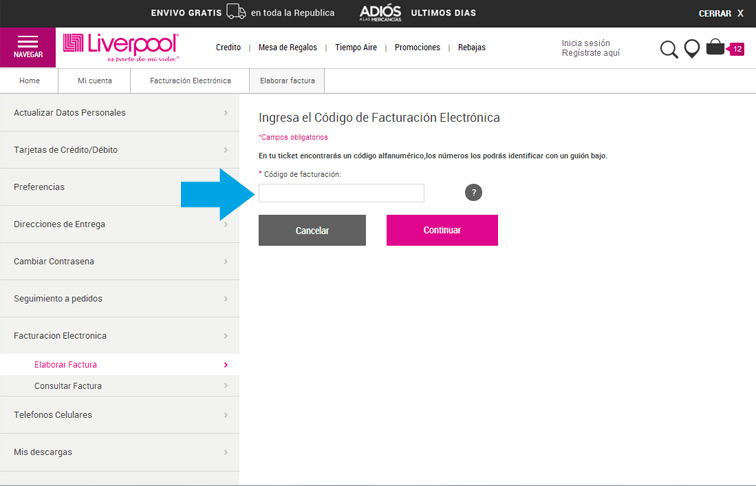 ENVIVO GRATIS en toda la Republica ADIÓS A LAS MERCANCÍAS ULTIMOS DIAS CERRAR X
NAVEGAR
Liverpool
es parte de mi vida
Credito | Mesa de Regalos | Tiempo Aire | Promociones | Rebajas
Inicia sesión
Regístrate aquí
12
Home
Mi cuenta
Facturación Electrónica
Elaborar factura
Actualizar Datos Personales
Tarjetas de Crédito/Débito
Preferencias
Direcciones de Entrega
Cambiar Contrasena
Seguimiento a pedidos
Facturacion Electronica
Elaborar Factura
Consultar Factura
Telefonos Celulares
Mis descargas
Ingresa el Código de Facturación Electrónica
*Campos obligatorios
En tu ticket encontrarás un código alfanumérico,los números los podrás identificar con un guión bajo.
* Código de facturación:
?
Cancelar
Continuar